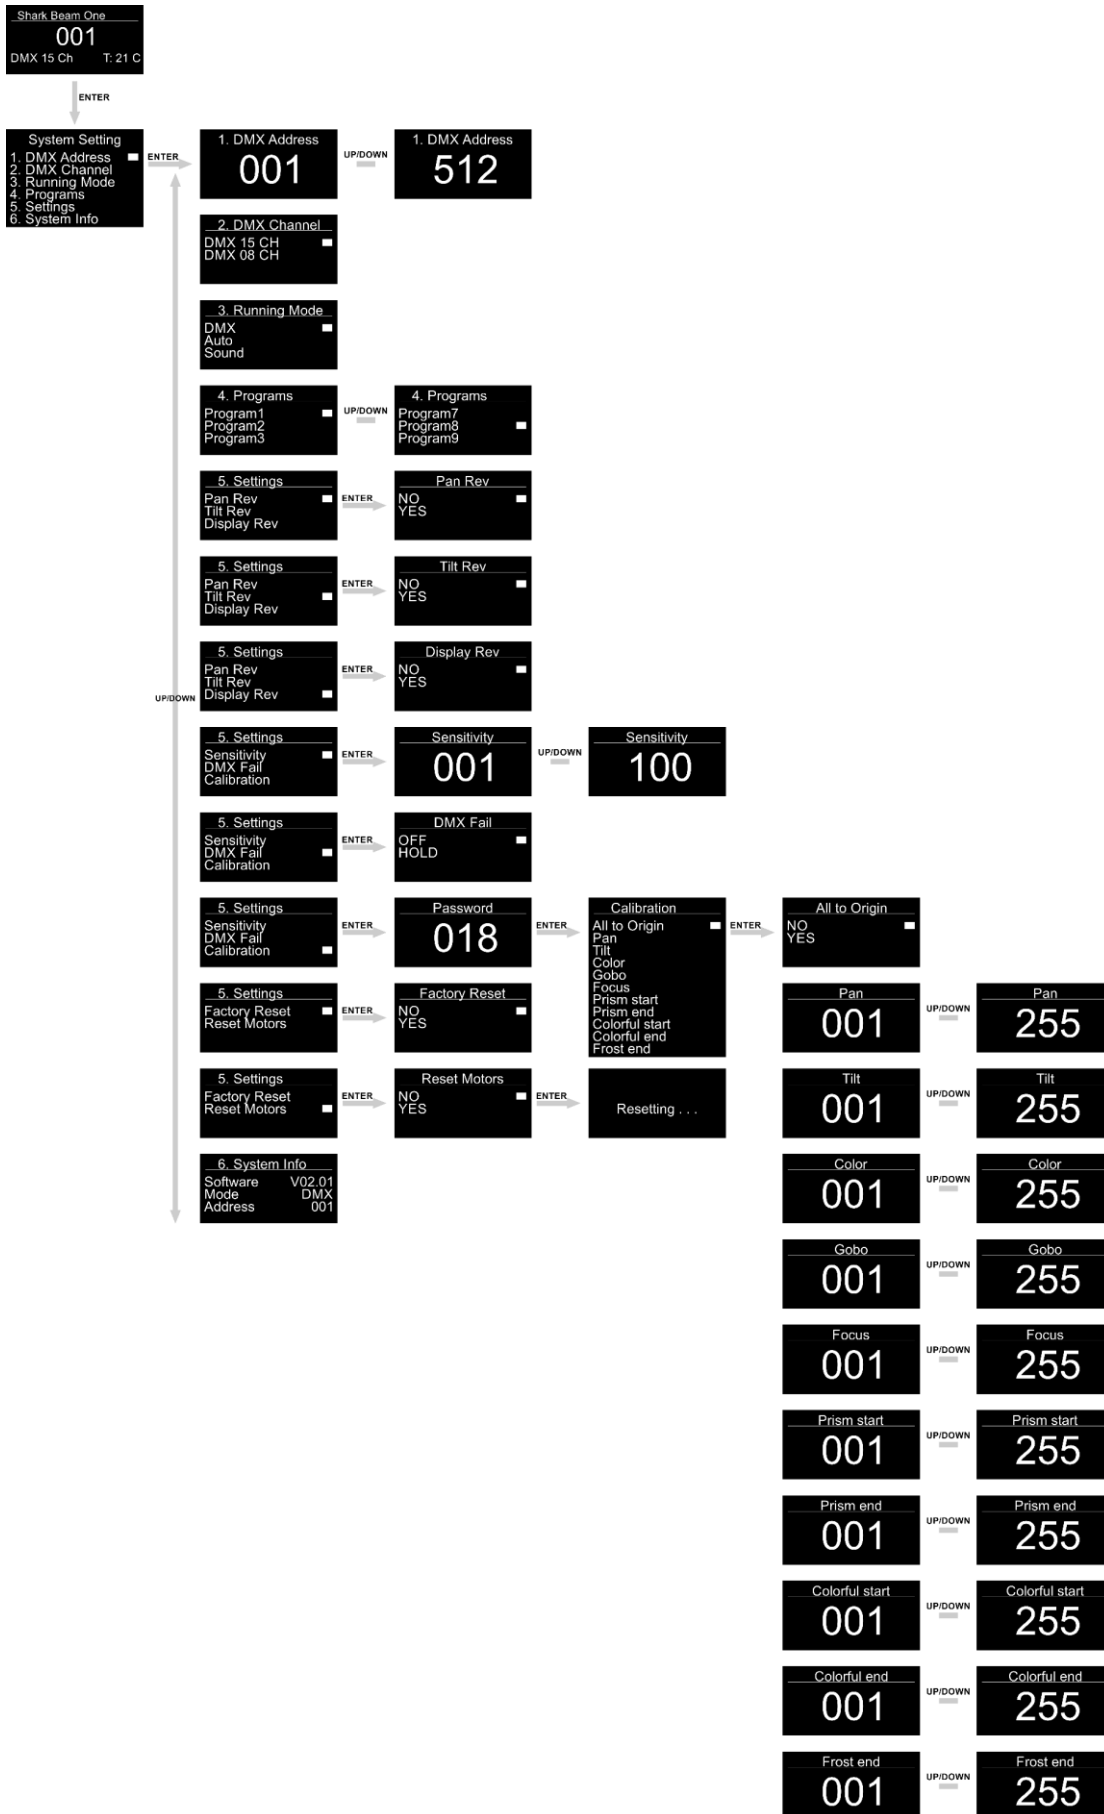 Shark Beam One
001
DMX 15 Ch T: 21 C
ENTER
System Setting
1. DMX Address
2. DMX Channel
3. Running Mode
4. Programs
5. Settings
6. System Info
ENTER
1. DMX Address
001
UP/DOWN
1. DMX Address
512
2. DMX Channel
DMX 15 CH
DMX 08 CH
3. Running Mode
DMX
Auto
Sound
4. Programs
Program1
Program2
Program3
UP/DOWN
4. Programs
Program7
Program8
Program9
5. Settings
Pan Rev
Tilt Rev
Display Rev
ENTER
Pan Rev
NO
YES
5. Settings
Pan Rev
Tilt Rev
Display Rev
ENTER
Tilt Rev
NO
YES
5. Settings
Pan Rev
Tilt Rev
Display Rev
ENTER
Display Rev
NO
YES
UP/DOWN
5. Settings
Sensitivity
DMX Fail
Calibration
ENTER
Sensitivity
001
UP/DOWN
Sensitivity
100
5. Settings
Sensitivity
DMX Fail
Calibration
ENTER
DMX Fail
OFF
HOLD
5. Settings
Sensitivity
DMX Fail
Calibration
ENTER
Password
018
ENTER
Calibration
All to Origin
Pan
Tilt
Color
Gobo
Focus
Prism start
Prism end
Colorful start
Colorful end
Frost end
ENTER
All to Origin
NO
YES
5. Settings
Factory Reset
Reset Motors
ENTER
Factory Reset
NO
YES
Pan
001
UP/DOWN
Pan
255
5. Settings
Factory Reset
Reset Motors
ENTER
Reset Motors
NO
YES
ENTER
Resetting . . .
Tilt
001
UP/DOWN
Tilt
255
6. System Info
Software V02.01
Mode DMX
Address 001
Color
001
UP/DOWN
Color
255
Gobo
001
UP/DOWN
Gobo
255
Focus
001
UP/DOWN
Focus
255
Prism start
001
UP/DOWN
Prism start
255
Prism end
001
UP/DOWN
Prism end
255
Colorful start
001
UP/DOWN
Colorful start
255
Colorful end
001
UP/DOWN
Colorful end
255
Frost end
001
UP/DOWN
Frost end
255